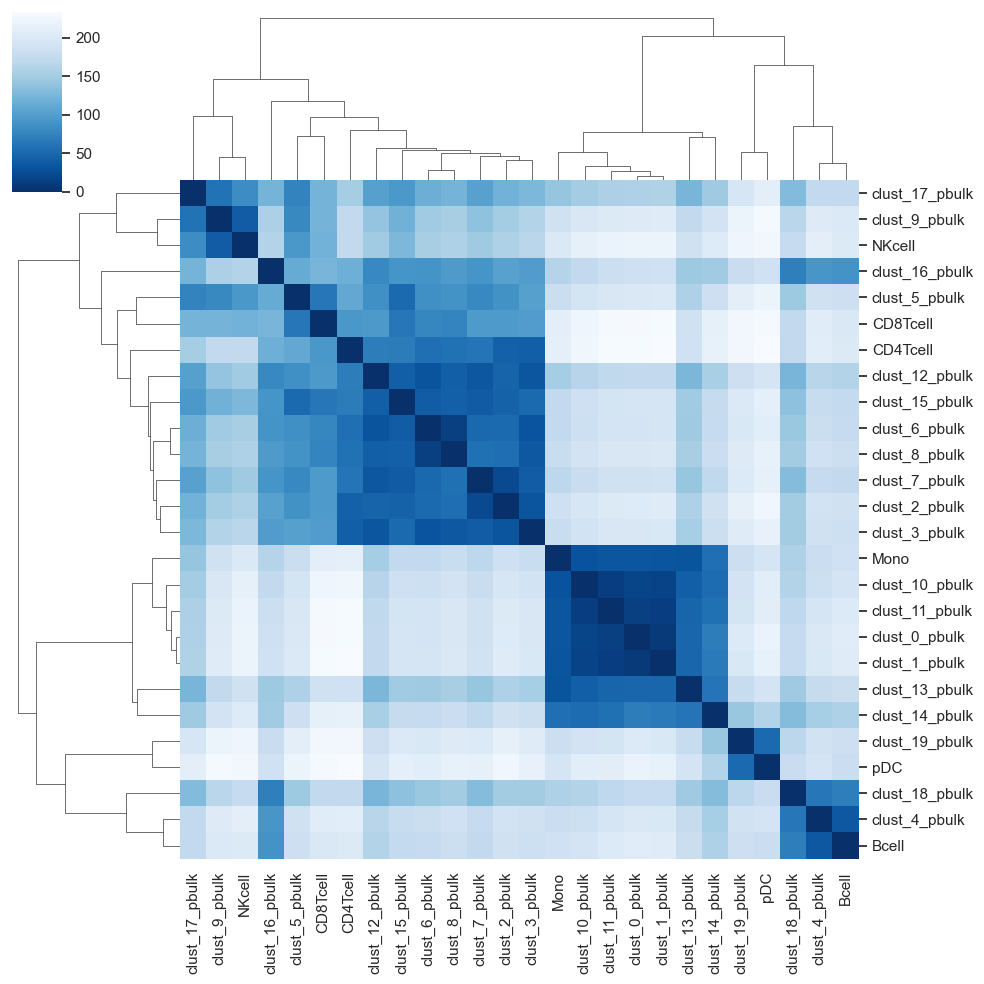 200
150
100
50
0
clust_17_pbulk
clust_9_pbulk
NKcell
clust_16_pbulk
clust_5_pbulk
CD8Tcell
CD4Tcell
clust_12_pbulk
clust_15_pbulk
clust_6_pbulk
clust_8_pbulk
clust_7_pbulk
clust_2_pbulk
clust_3_pbulk
Mono
clust_10_pbulk
clust_11_pbulk
clust_0_pbulk
clust_1_pbulk
clust_13_pbulk
clust_14_pbulk
clust_19_pbulk
pDC
clust_18_pbulk
clust_4_pbulk
Bcell
clust_17_pbulk
clust_9_pbulk
NKcell
clust_16_pbulk
clust_5_pbulk
CD8Tcell
CD4Tcell
clust_12_pbulk
clust_15_pbulk
clust_6_pbulk
clust_8_pbulk
clust_7_pbulk
clust_2_pbulk
clust_3_pbulk
Mono
clust_10_pbulk
clust_11_pbulk
clust_0_pbulk
clust_1_pbulk
clust_13_pbulk
clust_14_pbulk
clust_19_pbulk
pDC
clust_18_pbulk
clust_4_pbulk
Bcell